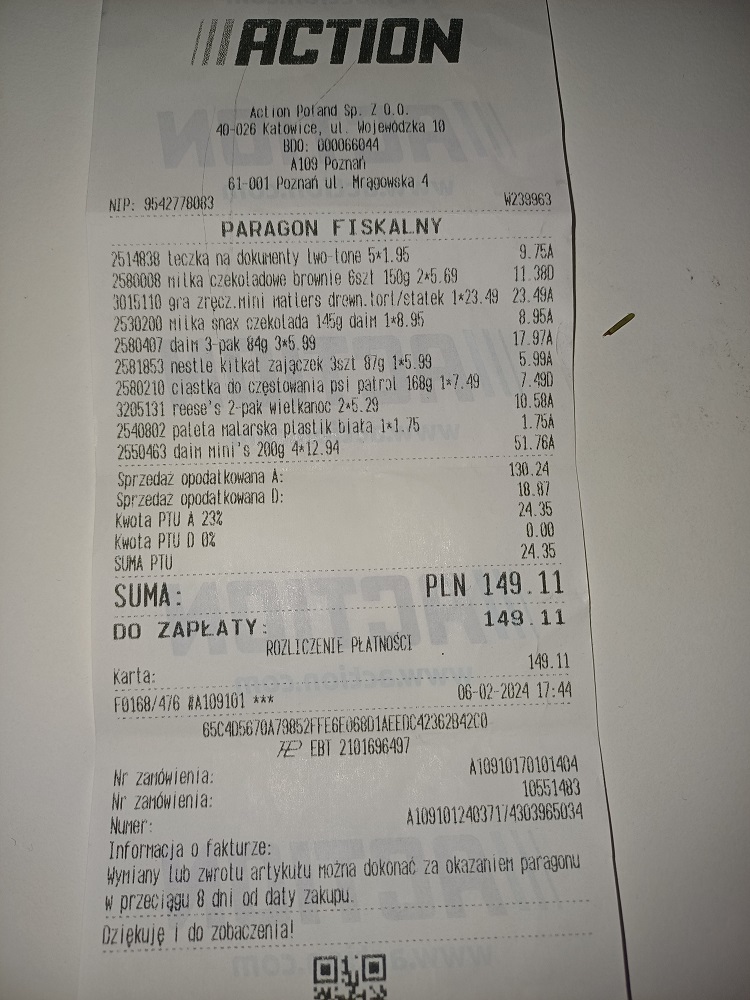 ACTION
Action Poland Sp. Z O.O.
40-026 Katowice, ul. Wojewódzka 10
BDO: 000066044
A109 Poznań
61-001 Poznań ul. Mrągowska 4
NIP: 9542778083 W239963
PARAGON FISKALNY
2514838 teczka na dokumenty two-tone 5*1.95 9.75A
2580008 milka czekoladowe brownie 6szt 150g 2*5.69 11.38D
3015110 gra zręcz.mini matlers drewn.tort/statek 1*23.49 23.49A
2530200 milka snax czekolada 145g daim 1*8.95 8.95A
2580407 daim 3-pak 84g 3*5.99 17.97A
2581853 nestle kitkat zajączek 3szt 87g 1*5.99 5.99A
2580210 ciastka do częstowania psi patrol 168g 1*7.49 7.49D
3205131 reese's 2-pak wielkanoc 2*5.29 10.58A
2540802 paleta malarska plastik biała 1*1.75 1.75A
2550463 daim mini's 200g 4*12.94 51.76A
Sprzedaż opodatkowana A: 130.24
Sprzedaż opodatkowana D: 18.87
Kwota PTU A 23% 24.35
Kwota PTU D 0% 0.00
SUMA PTU 24.35
SUMA: PLN 149.11
DO ZAPŁATY: 149.11
ROZLICZENIE PŁATNOŚCI
Karta: 149.11
F0168/476 #A109101 *** 06-02-2024 17:44
65C4D5670A79852FFE6E068D1AEEDC42362B42C0
EBT 2101696497
Nr zamówienia: A10910170101404
Nr zamówienia: 10551483
Numer: A109101240371/4303965034
Informacja o fakturze:
Wymiany lub zwrotu artykułu można dokonać za okazaniem paragonu
w przeciągu 8 dni od daty zakupu.
Dziękuję i do zobaczenia!